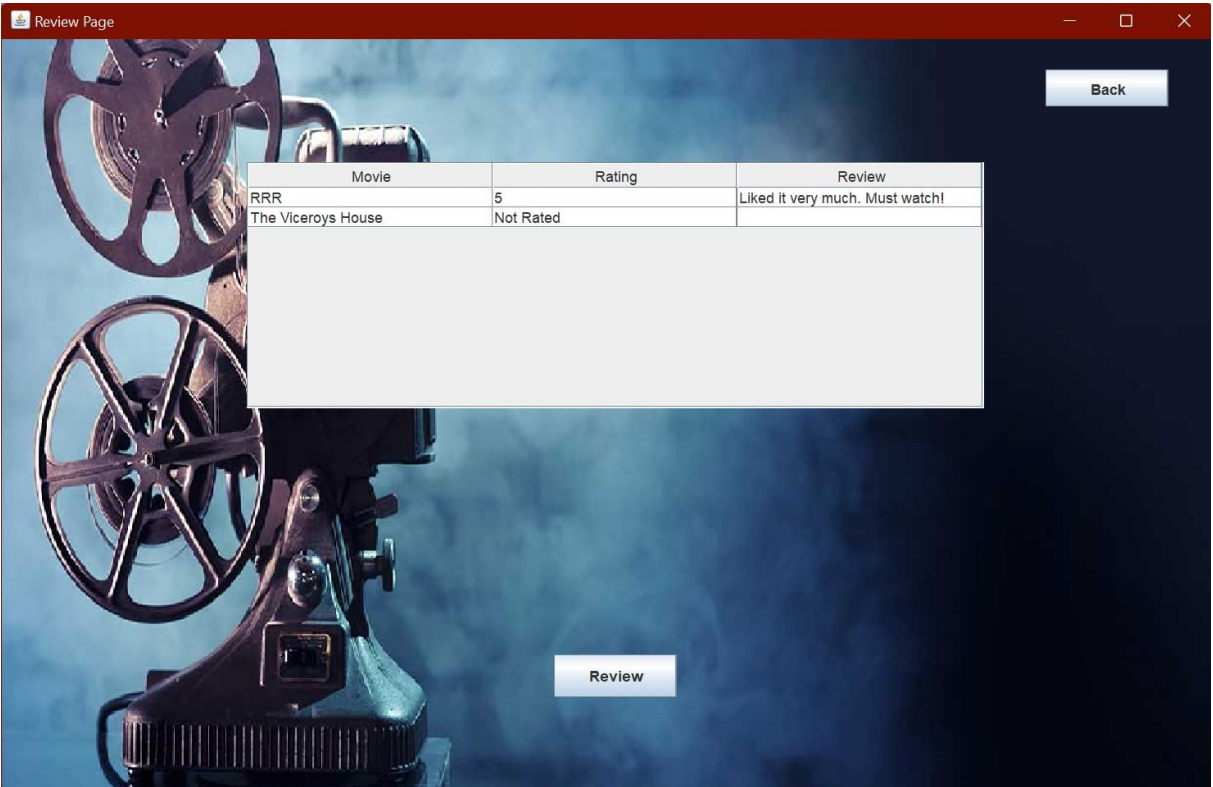 Review Page
Back
Movie Rating Review
RRR 5 Liked it very much. Must watch!
The Viceroys House Not Rated
Review